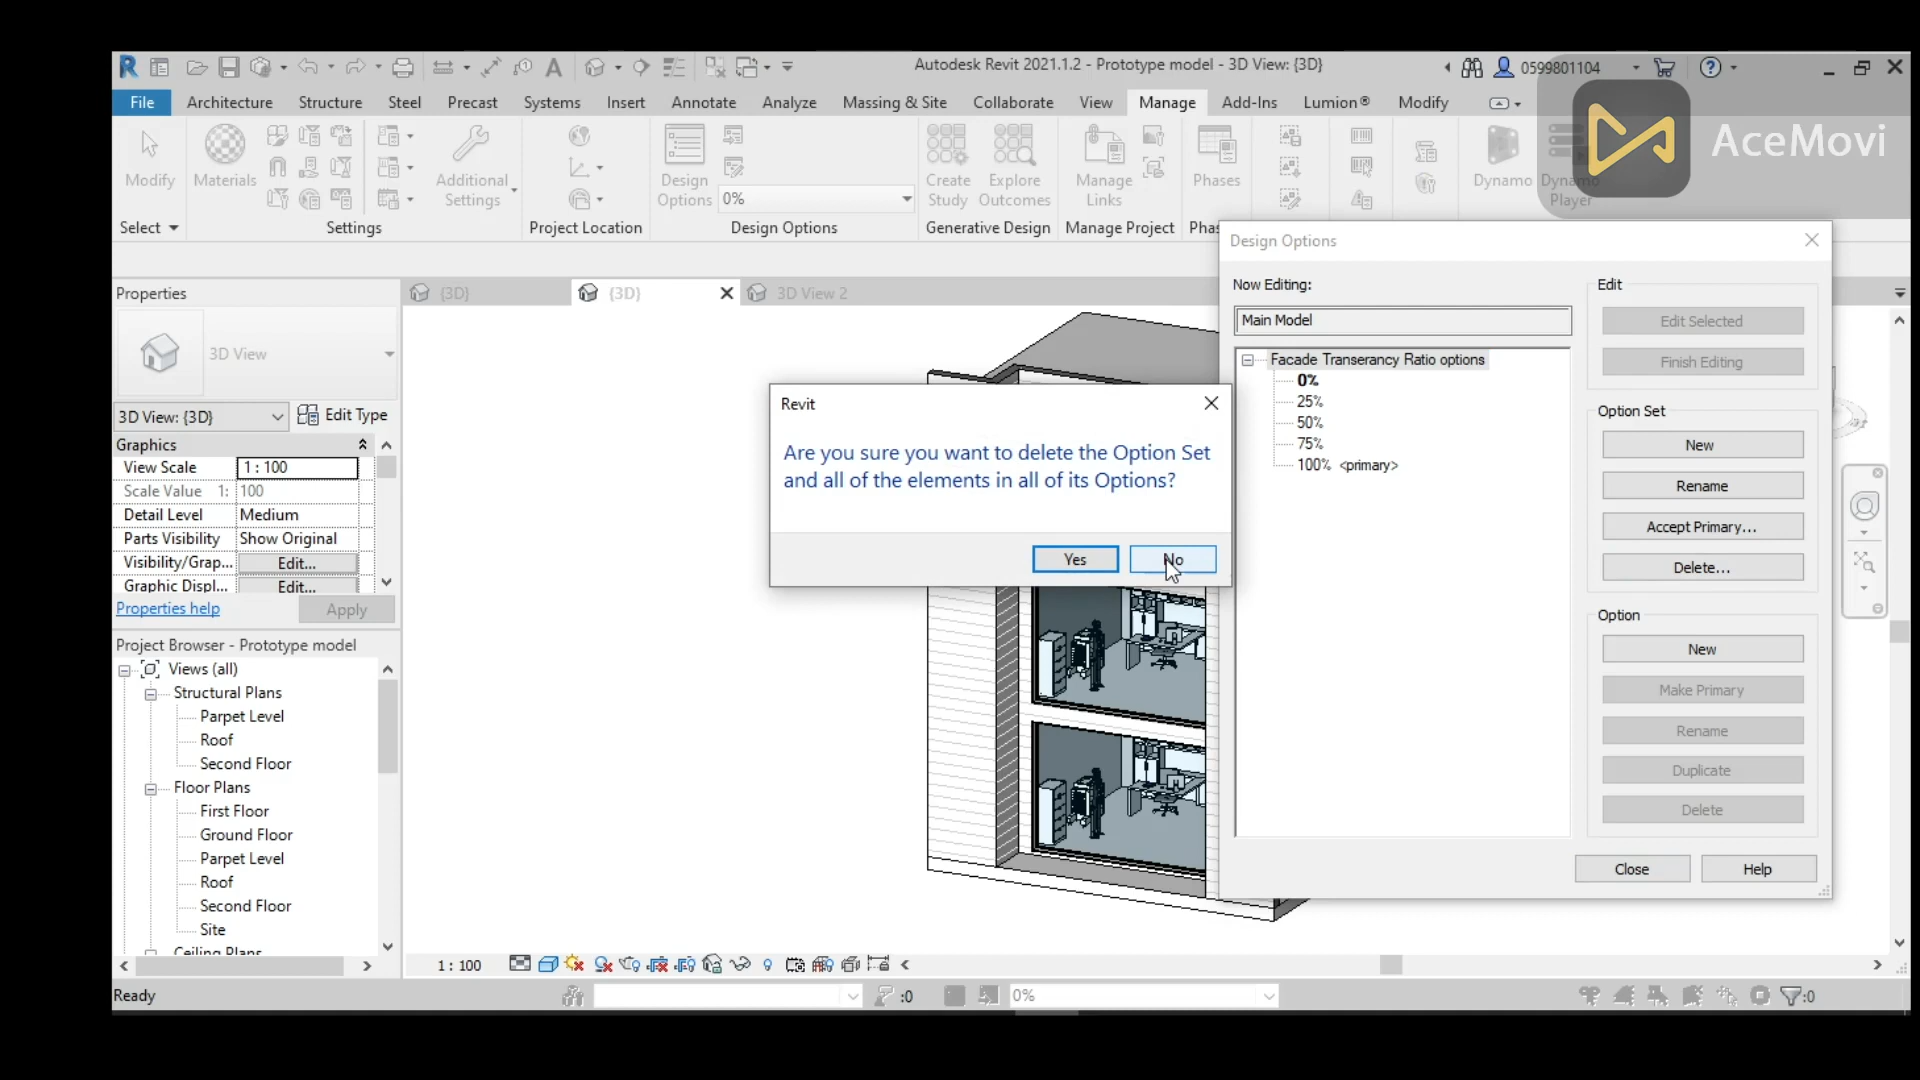 Autodesk Revit 2021.1.2 - Prototype model - 3D View: {3D}
0599801104
File Architecture Structure Steel Precast Systems Insert Annotate Analyze Massing & Site Collaborate View Manage Add-Ins Lumion® Modify
AceMovi
Modify
Materials
Additional
Settings
Design
Options
0%
Create
Study
Explore
Outcomes
Manage
Links
Phases
Dynamo
Dynamo
Player
Select
Settings
Project Location
Design Options
Generative Design
Manage Project
Phas
Properties
{3D}
{3D}
3D View 2
3D View
3D View: {3D}
Edit Type
Graphics
View Scale 1 : 100
Scale Value 1: 100
Detail Level Medium
Parts Visibility Show Original
Visibility/Grap... Edit...
Graphic Displ... Edit...
Properties help
Apply
Project Browser - Prototype model
Views (all)
Structural Plans
Parpet Level
Roof
Second Floor
Floor Plans
First Floor
Ground Floor
Parpet Level
Roof
Second Floor
Site
Ceiling Plans
Revit
Are you sure you want to delete the Option Set
and all of the elements in all of its Options?
Yes
No
Design Options
Now Editing:
Main Model
Facade Transerancy Ratio options
0%
25%
50%
75%
100% <primary>
Edit
Edit Selected
Finish Editing
Option Set
New
Rename
Accept Primary...
Delete...
Option
New
Make Primary
Rename
Duplicate
Delete
Close
Help
1 : 100
Ready
:0
0%
:0